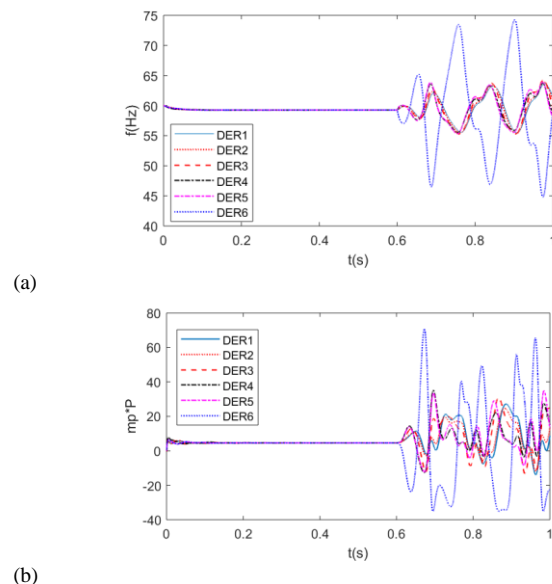 75
70
65
60
55
50
45
40
f(Hz)
DER1
DER2
DER3
DER4
DER5
DER6
0
0.2
0.4
0.6
0.8
1
t(s)
(a)
80
60
40
20
0
-20
-40
mp*P
DER1
DER2
DER3
DER4
DER5
DER6
0
0.2
0.4
0.6
0.8
1
t(s)
(b)